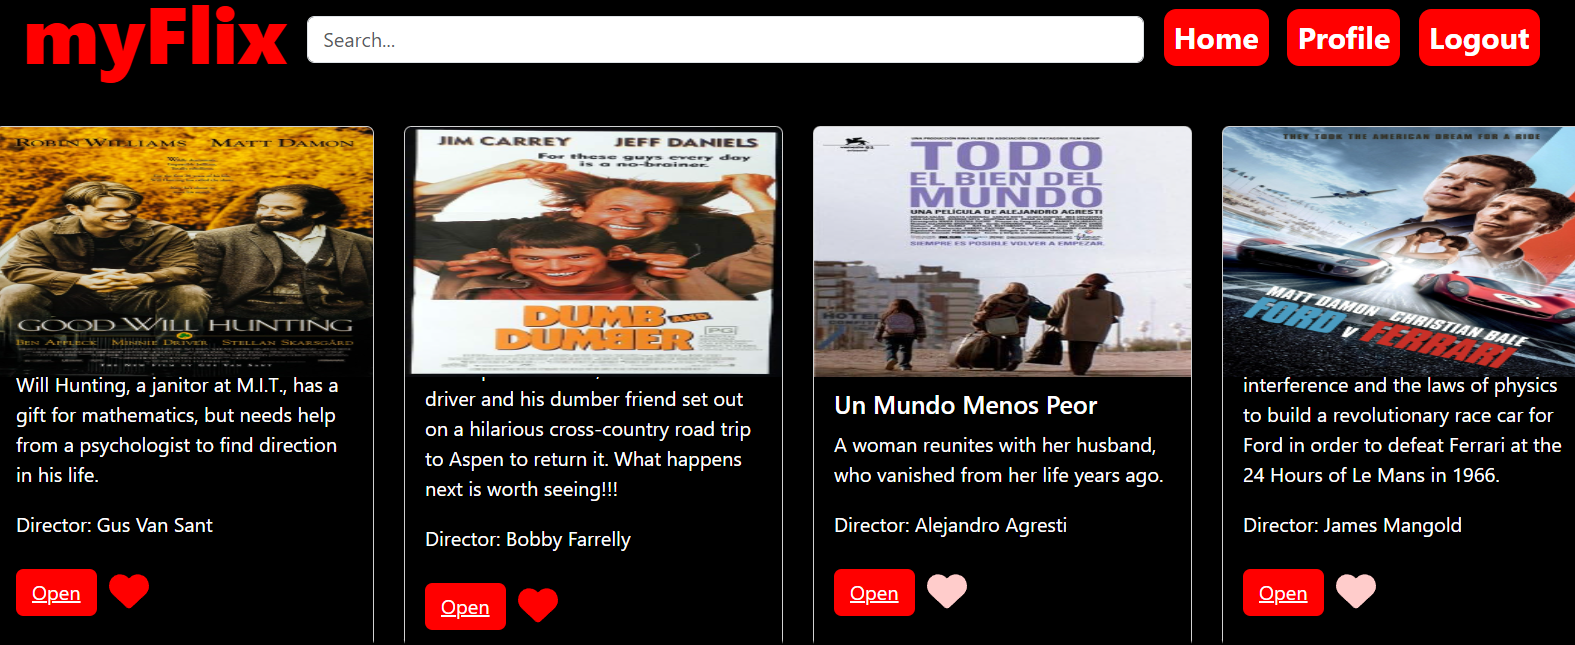 myFlix
Search...
Home
Profile
Logout
ROBIN WILLIAMS MATT DAMON
GOOD WILL HUNTING
BEN AFFLECK MINNIE DRIVER STELLAN SKARSGÅRD
Will Hunting, a janitor at M.I.T., has a
gift for mathematics, but needs help
from a psychologist to find direction
in his life.
Director: Gus Van Sant
Open
JIM CARREY JEFF DANIELS
For these guys every day
is a no-brainer.
DUMB AND
DUMBER
PG
driver and his dumber friend set out
on a hilarious cross-country road trip
to Aspen to return it. What happens
next is worth seeing!!!
Director: Bobby Farrelly
Open
TODO
EL BIEN DEL
MUNDO
UNA PELÍCULA DE ALEJANDRO AGRESTI
SIEMPRE ES POSIBLE VOLVER A EMPEZAR.
HOTEL
Un Mundo Menos Peor
A woman reunites with her husband,
who vanished from her life years ago.
Director: Alejandro Agresti
Open
THEY TOOK THE AMERICAN DREAM FOR A RIDE
MATT DAMON CHRISTIAN BALE
FORD V FERRARI
interference and the laws of physics
to build a revolutionary race car for
Ford in order to defeat Ferrari at the
24 Hours of Le Mans in 1966.
Director: James Mangold
Open